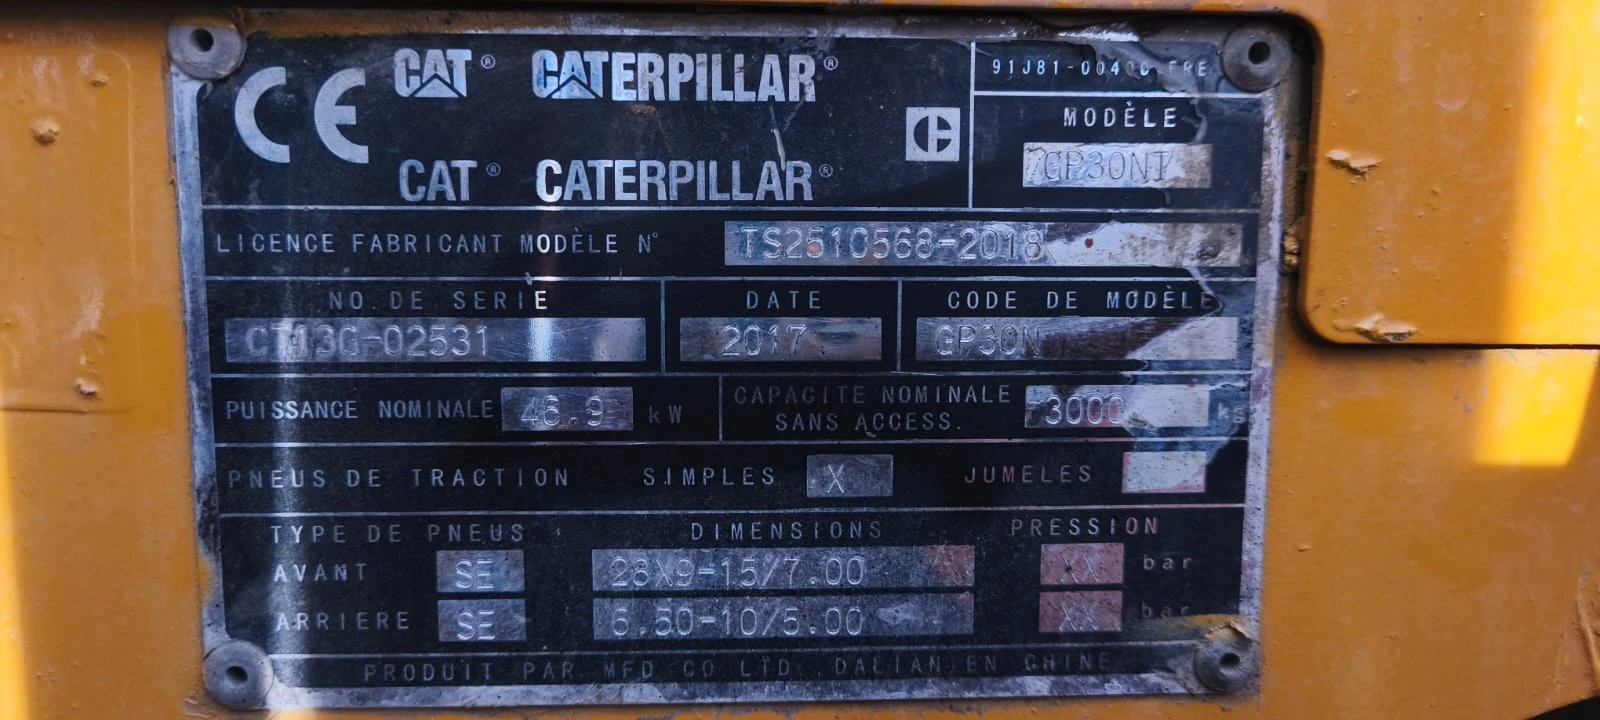 CE CAT® CATERPILLAR®
CAT® CATERPILLAR®
91J81-00400 FRE
MODÈLE
GP30NT
LICENCE FABRICANT MODÈLE N° TS2510568-2018
NO. DE SERIE DATE CODE DE MODÈLE
CT13G-02531 2017 GP30N
PUISSANCE NOMINALE 46.9 kW
CAPACITE NOMINALE
SANS ACCESS. 3000 kg
PNEUS DE TRACTION SIMPLES X JUMELES
TYPE DE PNEUS DIMENSIONS PRESSION
AVANT SE 28X9-15/7.00 XX bar
ARRIERE SE 6.50-10/5.00 XX bar
PRODUIT PAR MFD CO.LTD. DALIAN EN CHINE